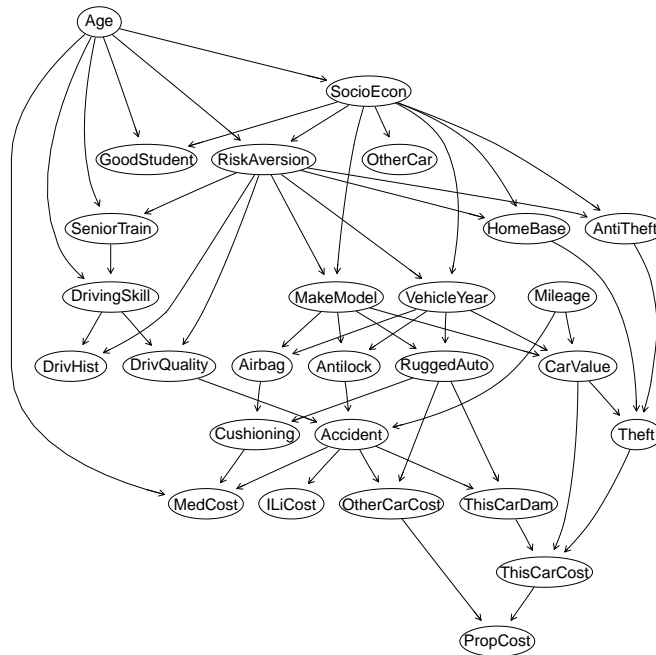 Age
SocioEcon
GoodStudent
RiskAversion
OtherCar
SeniorTrain
HomeBase
AntiTheft
DrivingSkill
MakeModel
VehicleYear
Mileage
DrivHist
DrivQuality
Airbag
Antilock
RuggedAuto
CarValue
Cushioning
Accident
Theft
MedCost
ILiCost
OtherCarCost
ThisCarDam
ThisCarCost
PropCost